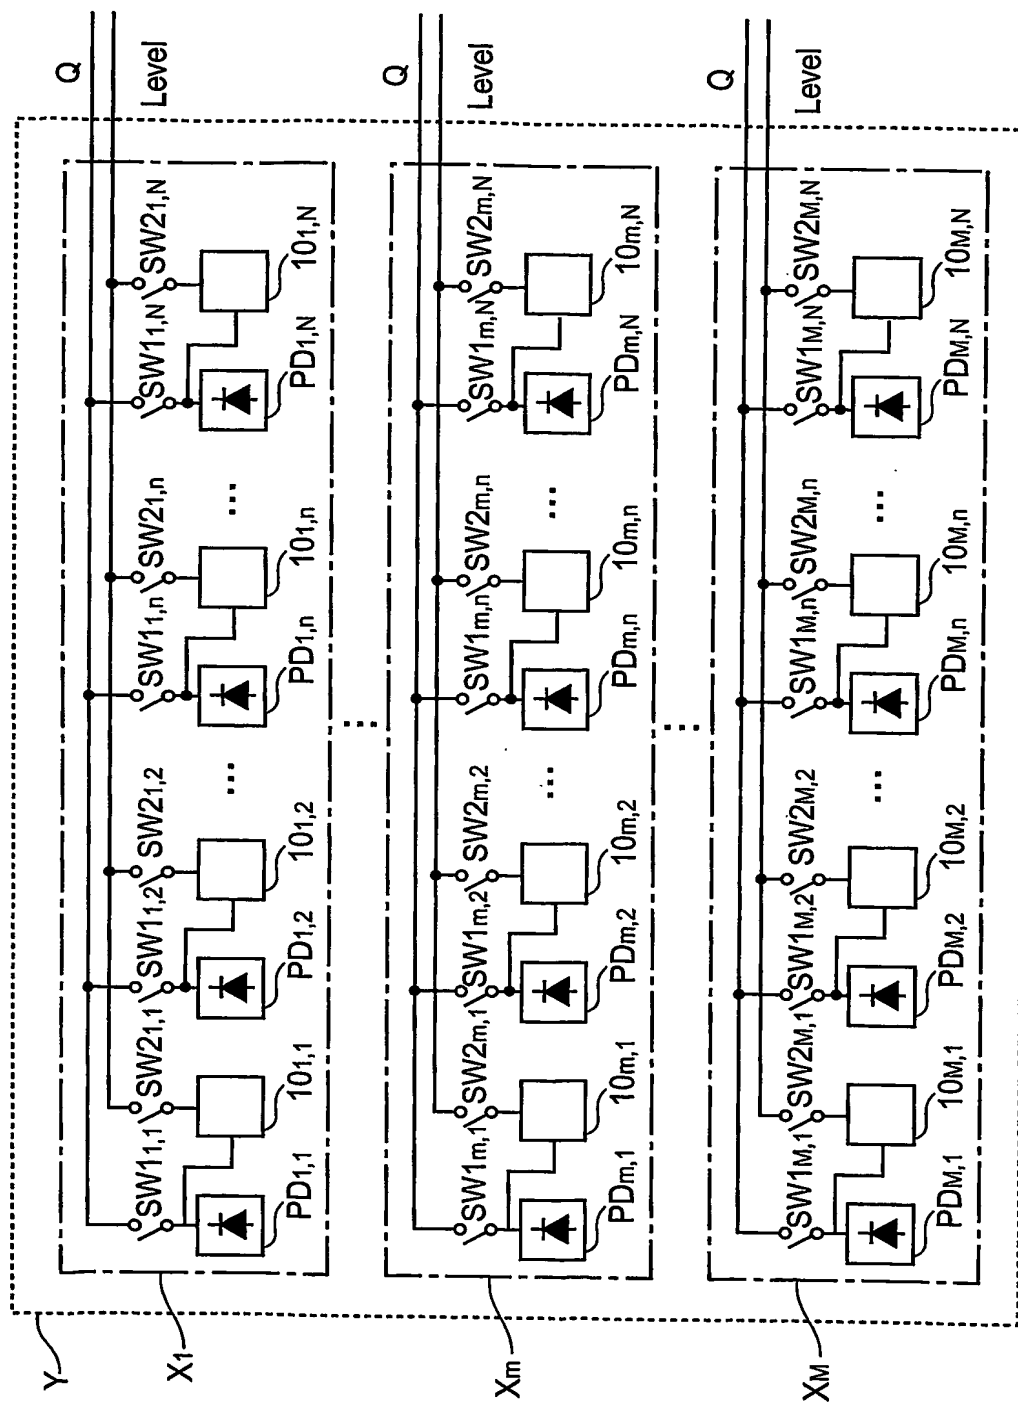 Y
X1
Q
Level
SW11,1
SW21,1
SW11,2
SW21,2
SW11,n
SW21,n
SW11,N
SW21,N
PD1,1
101,1
PD1,2
101,2
...
PD1,n
101,n
...
PD1,N
101,N
...
Xm
Q
Level
SW1m,1
SW2m,1
SW1m,2
SW2m,2
SW1m,n
SW2m,n
SW1m,N
SW2m,N
PDm,1
10m,1
PDm,2
10m,2
...
PDm,n
10m,n
...
PDm,N
10m,N
...
XM
Q
Level
SW1M,1
SW2M,1
SW1M,2
SW2M,2
SW1M,n
SW2M,n
SW1M,N
SW2M,N
PDM,1
10M,1
PDM,2
10M,2
...
PDM,n
10M,n
...
PDM,N
10M,N